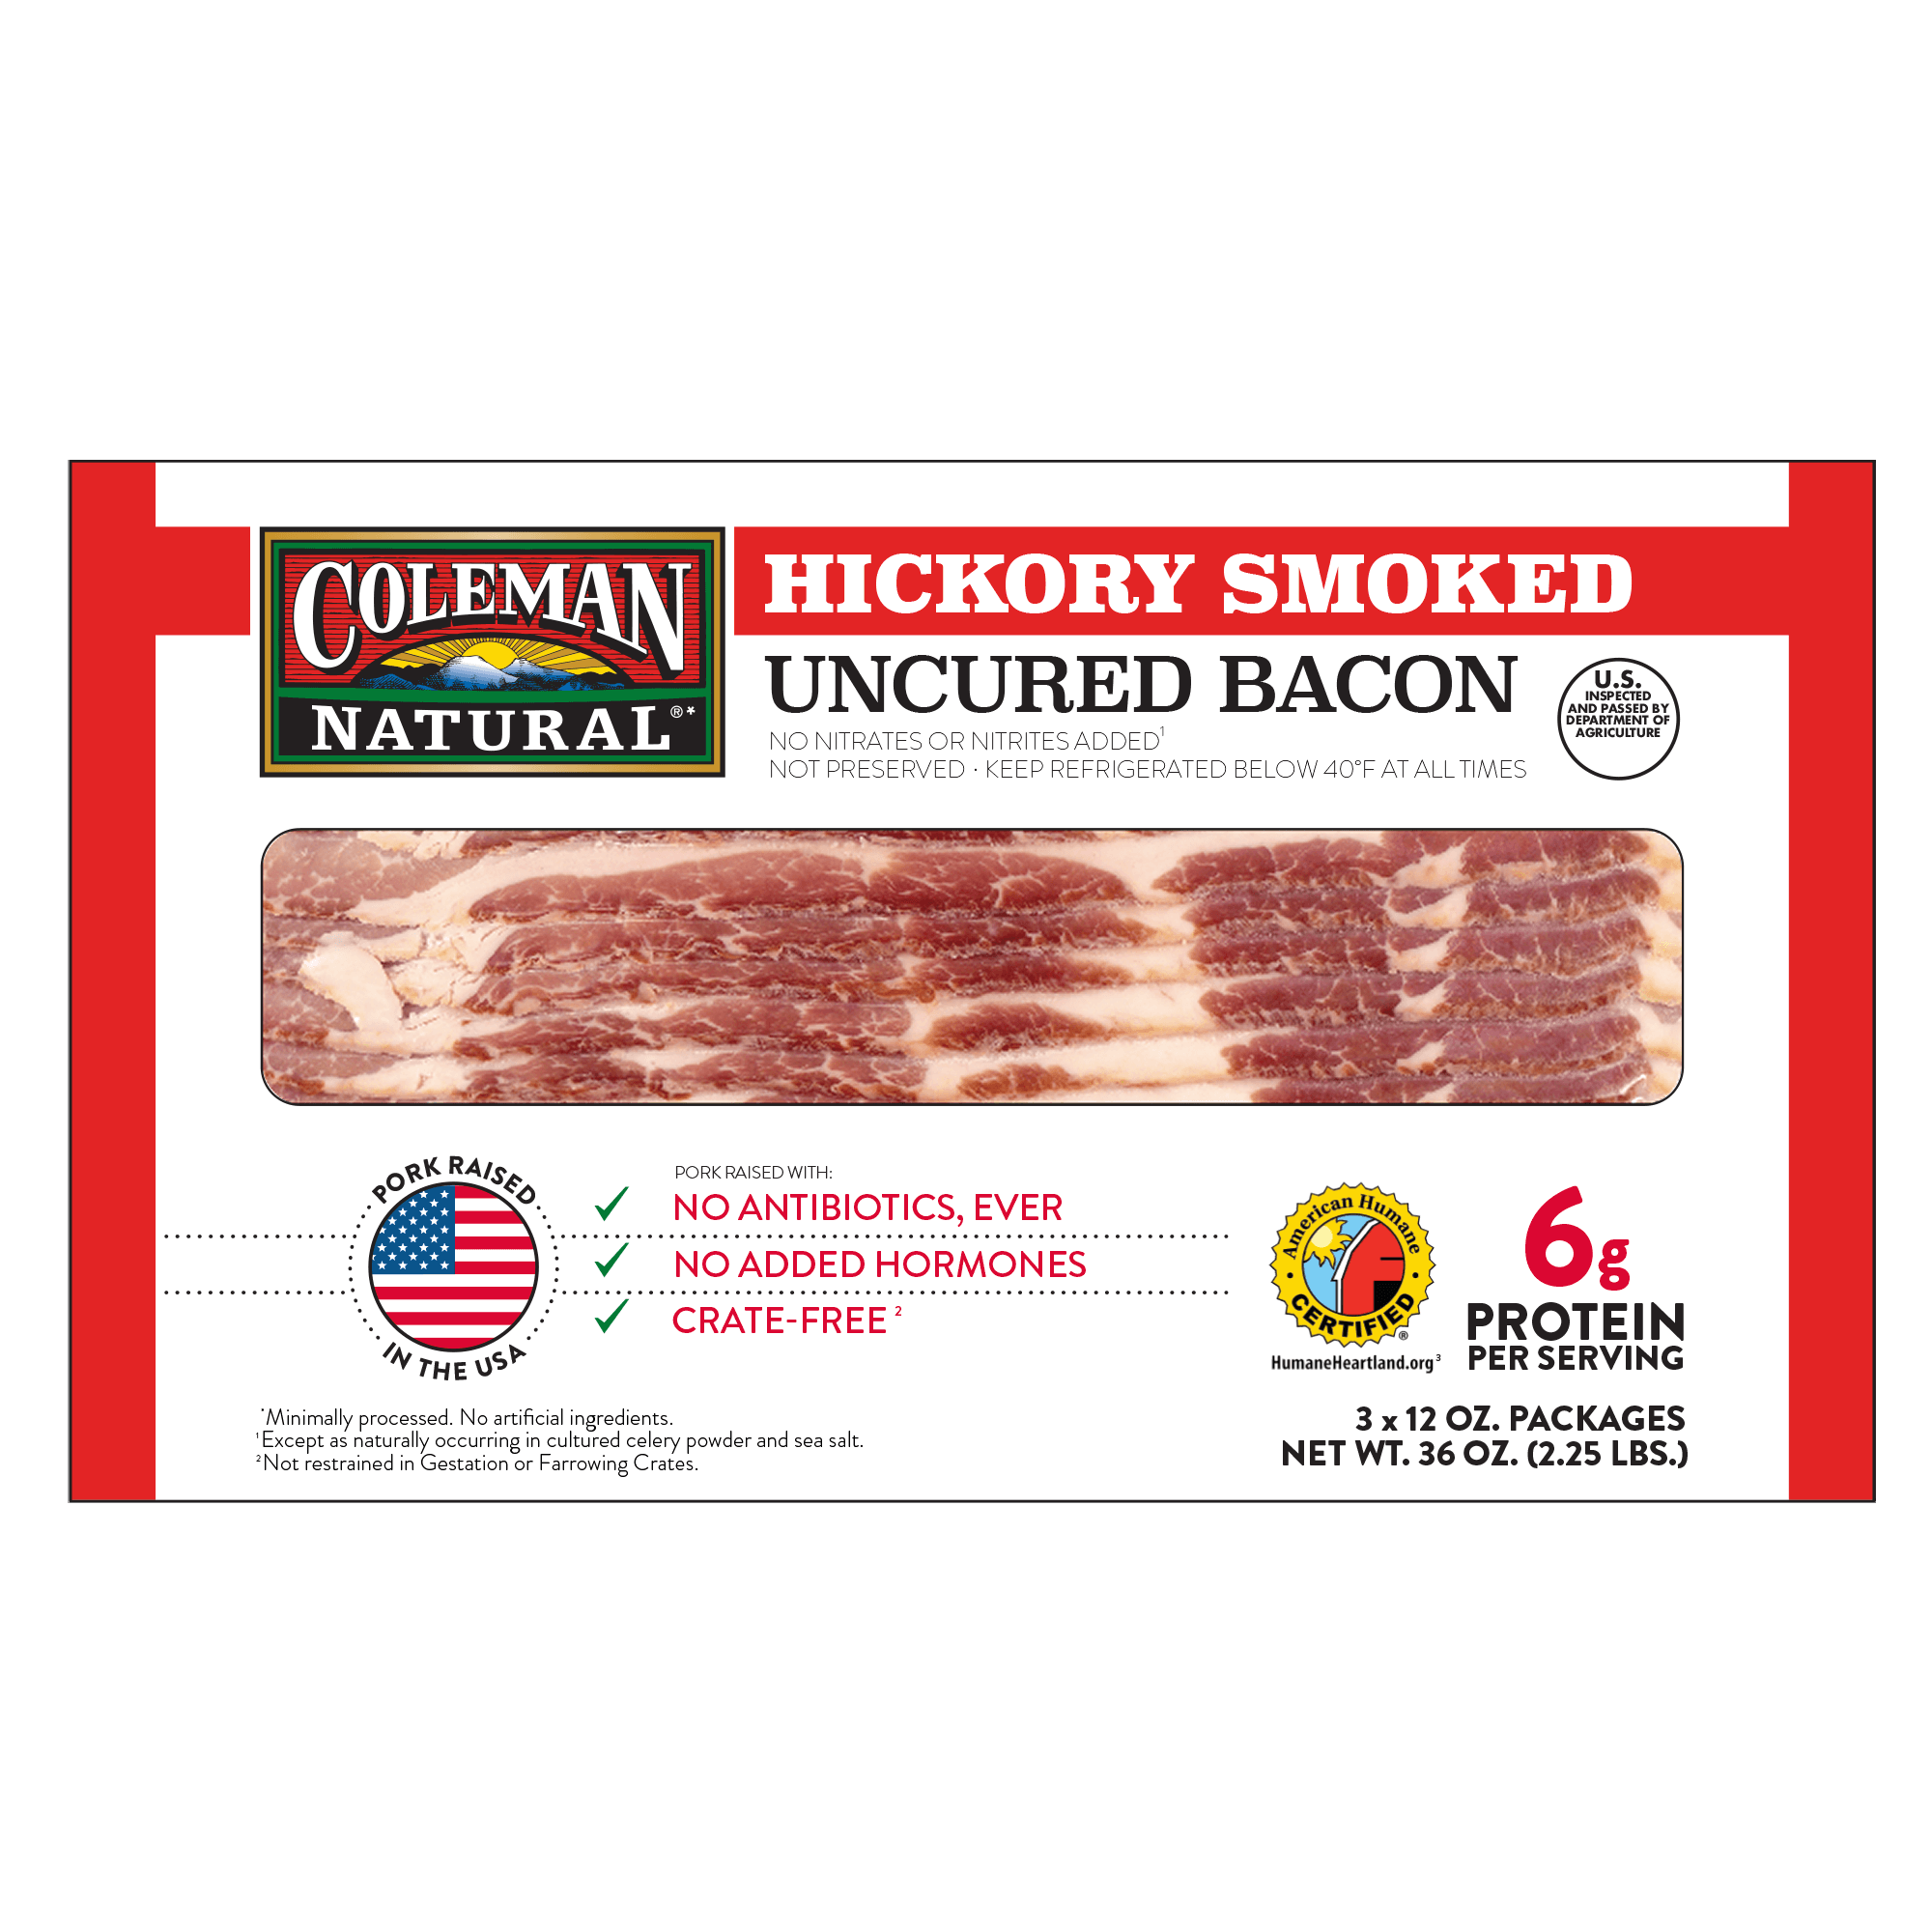 COLEMAN
NATURAL®*
HICKORY SMOKED
UNCURED BACON
NO NITRATES OR NITRITES ADDED¹
NOT PRESERVED · KEEP REFRIGERATED BELOW 40°F AT ALL TIMES
U.S.
INSPECTED
AND PASSED BY
DEPARTMENT OF
AGRICULTURE
PORK RAISED
IN THE USA
PORK RAISED WITH:
NO ANTIBIOTICS, EVER
NO ADDED HORMONES
CRATE-FREE ²
American Humane
CERTIFIED®
HumaneHeartland.org³
6g
PROTEIN
PER SERVING
*Minimally processed. No artificial ingredients.
¹Except as naturally occurring in cultured celery powder and sea salt.
²Not restrained in Gestation or Farrowing Crates.
3 x 12 OZ. PACKAGES
NET WT. 36 OZ. (2.25 LBS.)